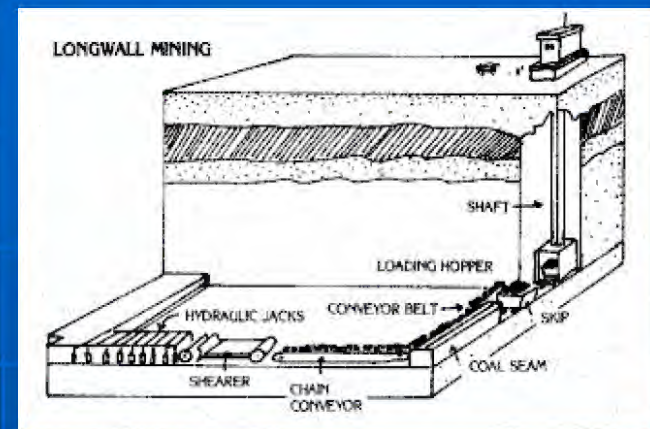 LONGWALL MINING
SHAFT
LOADING HOPPER
CONVEYOR BELT
SKIP
HYDRAULIC JACKS
COAL SEAM
SHEARER
CHAIN
CONVEYOR